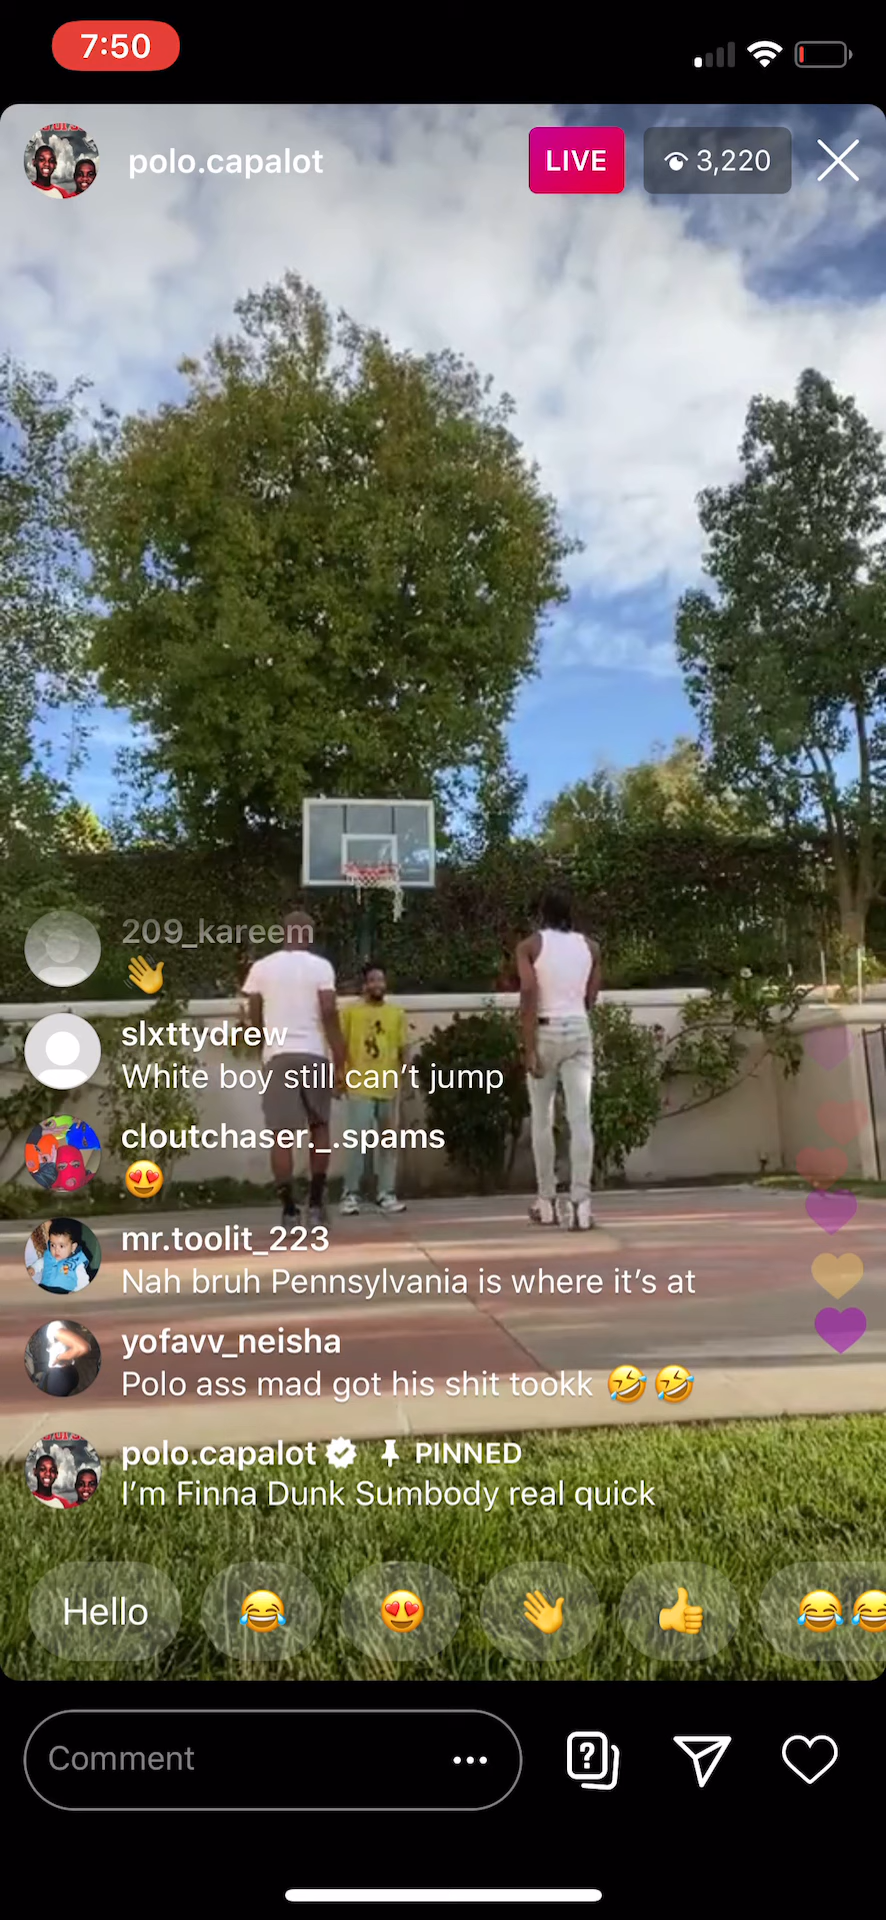 7:50
polo.capalot
LIVE
3,220
209_kareem
👋
slxttydrew
White boy still can't jump
cloutchaser._.spams
😍
mr.toolit_223
Nah bruh Pennsylvania is where it's at
yofavv_neisha
Polo ass mad got his shit tookk 🤣🤣
polo.capalot PINNED
I'm Finna Dunk Sumbody real quick
Hello 😂 😍 👋 👍 😂😂
Comment